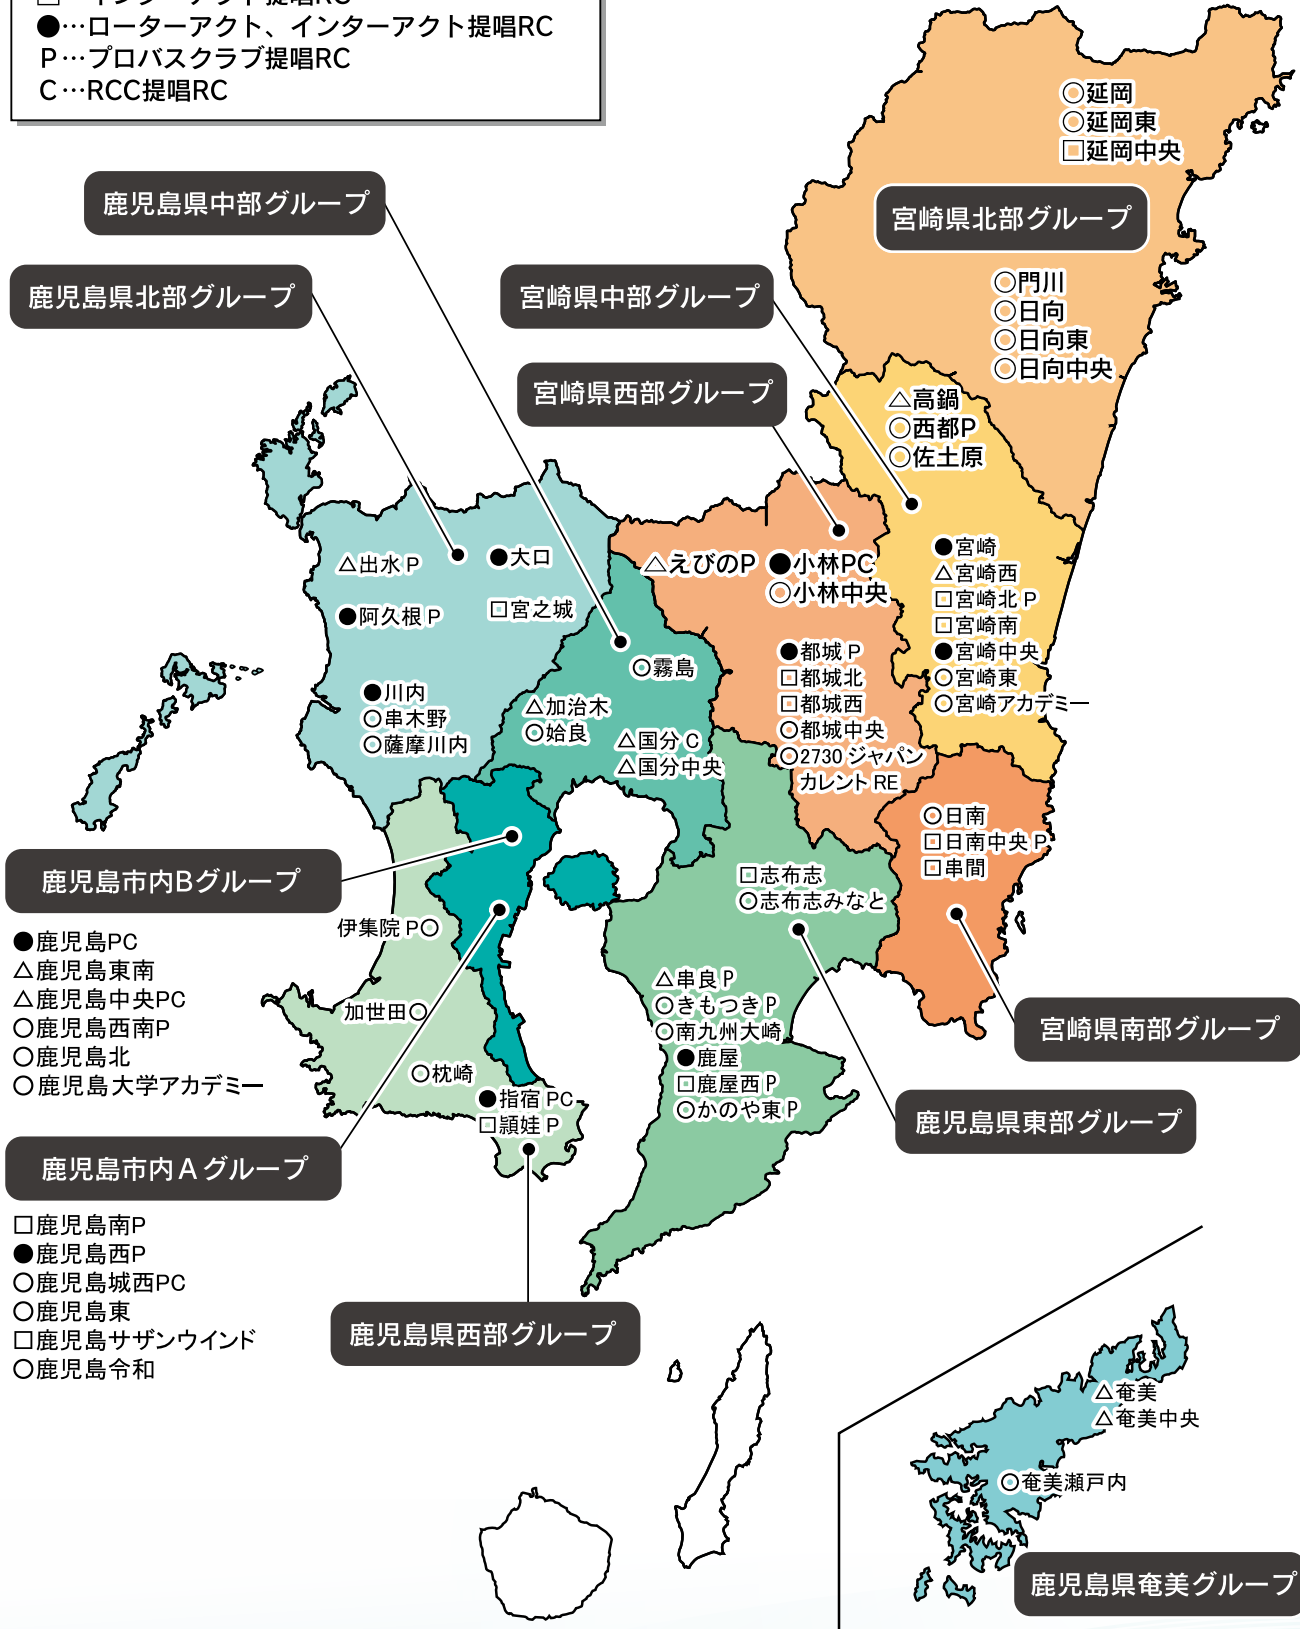 □…インターアクト提唱RC
●…ローターアクト、インターアクト提唱RC
P…プロバスクラブ提唱RC
C…RCC提唱RC
○延岡
○延岡東
□延岡中央
宮崎県北部グループ
○門川
○日向
○日向東
○日向中央
鹿児島県中部グループ
鹿児島県北部グループ
宮崎県中部グループ
宮崎県西部グループ
△高鍋
○西都P
○佐土原
●宮崎
△宮崎西
□宮崎北P
□宮崎南
●宮崎中央
○宮崎東
○宮崎アカデミー
△えびのP
●小林PC
○小林中央
●都城P
□都城北
□都城西
○都城中央
○2730ジャパン
カレントRE
△出水P
●大口
●阿久根P
□宮之城
●川内
○串木野
○薩摩川内
○霧島
△加治木
○姶良
△国分C
△国分中央
○日南
□日南中央P
□串間
宮崎県南部グループ
□志布志
○志布志みなと
△串良P
○きもつきP
○南九州大崎
●鹿屋
□鹿屋西P
○かのや東P
鹿児島県東部グループ
鹿児島市内Bグループ
●鹿児島PC
△鹿児島東南
△鹿児島中央PC
○鹿児島西南P
○鹿児島北
○鹿児島大学アカデミー
伊集院P○
加世田○
○枕崎
●指宿PC
□頴娃P
鹿児島市内Aグループ
□鹿児島南P
●鹿児島西P
○鹿児島城西PC
○鹿児島東
□鹿児島サザンウインド
○鹿児島令和
鹿児島県西部グループ
△奄美
△奄美中央
○奄美瀬戸内
鹿児島県奄美グループ